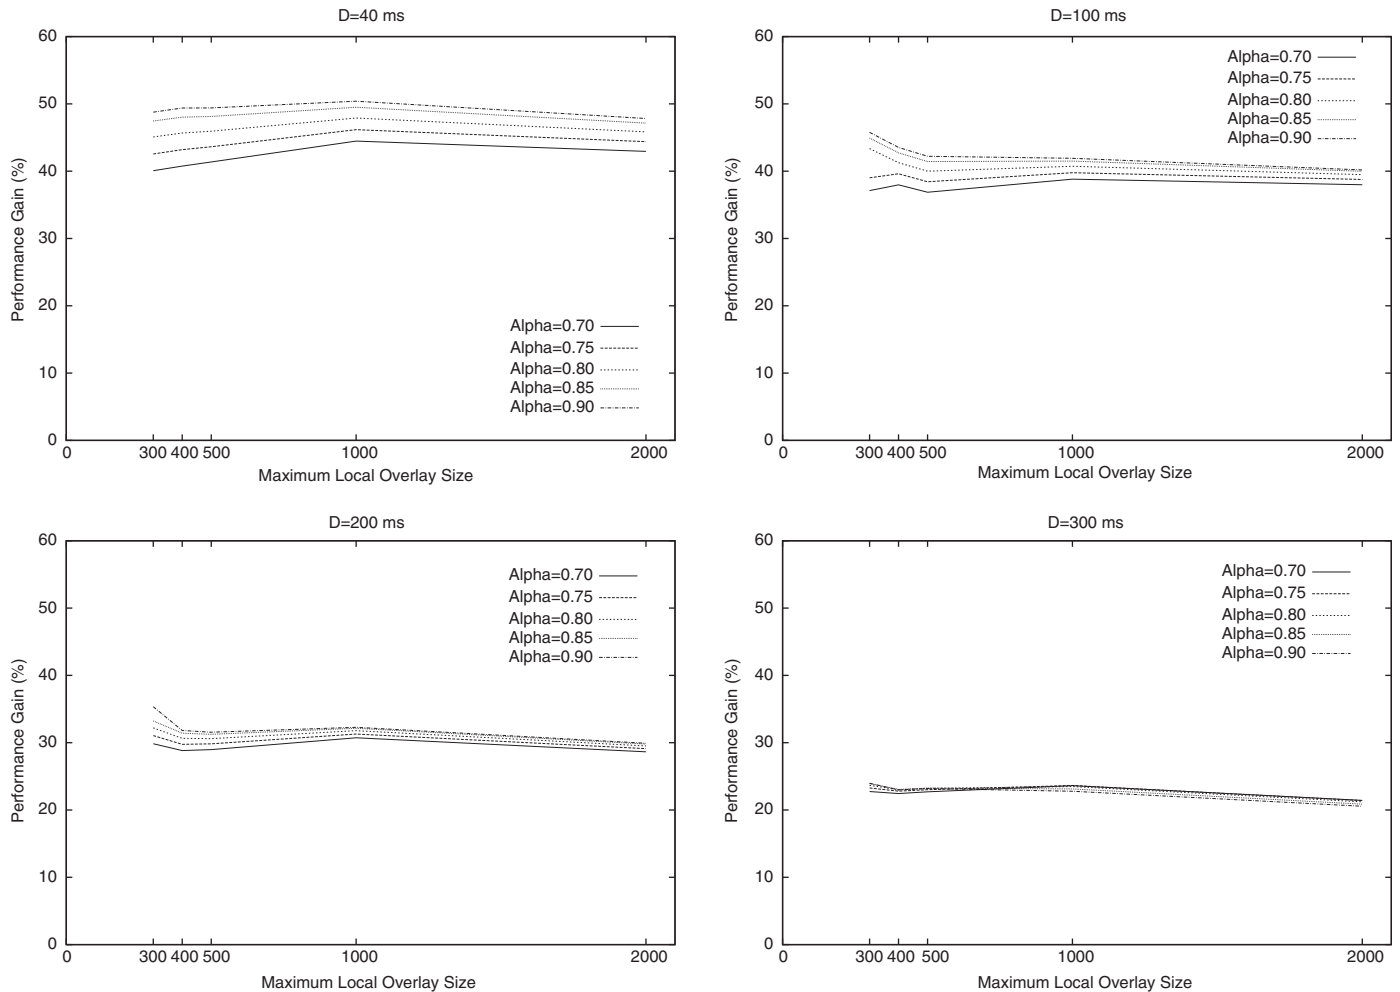 D=40 ms
60
50
40
30
20
10
0
Performance Gain (%)
Alpha=0.70
Alpha=0.75
Alpha=0.80
Alpha=0.85
Alpha=0.90
0 300 400 500 1000 2000
Maximum Local Overlay Size
D=100 ms
60
50
40
30
20
10
0
Performance Gain (%)
Alpha=0.70
Alpha=0.75
Alpha=0.80
Alpha=0.85
Alpha=0.90
0 300 400 500 1000 2000
Maximum Local Overlay Size
D=200 ms
60
50
40
30
20
10
0
Performance Gain (%)
Alpha=0.70
Alpha=0.75
Alpha=0.80
Alpha=0.85
Alpha=0.90
0 300 400 500 1000 2000
Maximum Local Overlay Size
D=300 ms
60
50
40
30
20
10
0
Performance Gain (%)
Alpha=0.70
Alpha=0.75
Alpha=0.80
Alpha=0.85
Alpha=0.90
0 300 400 500 1000 2000
Maximum Local Overlay Size